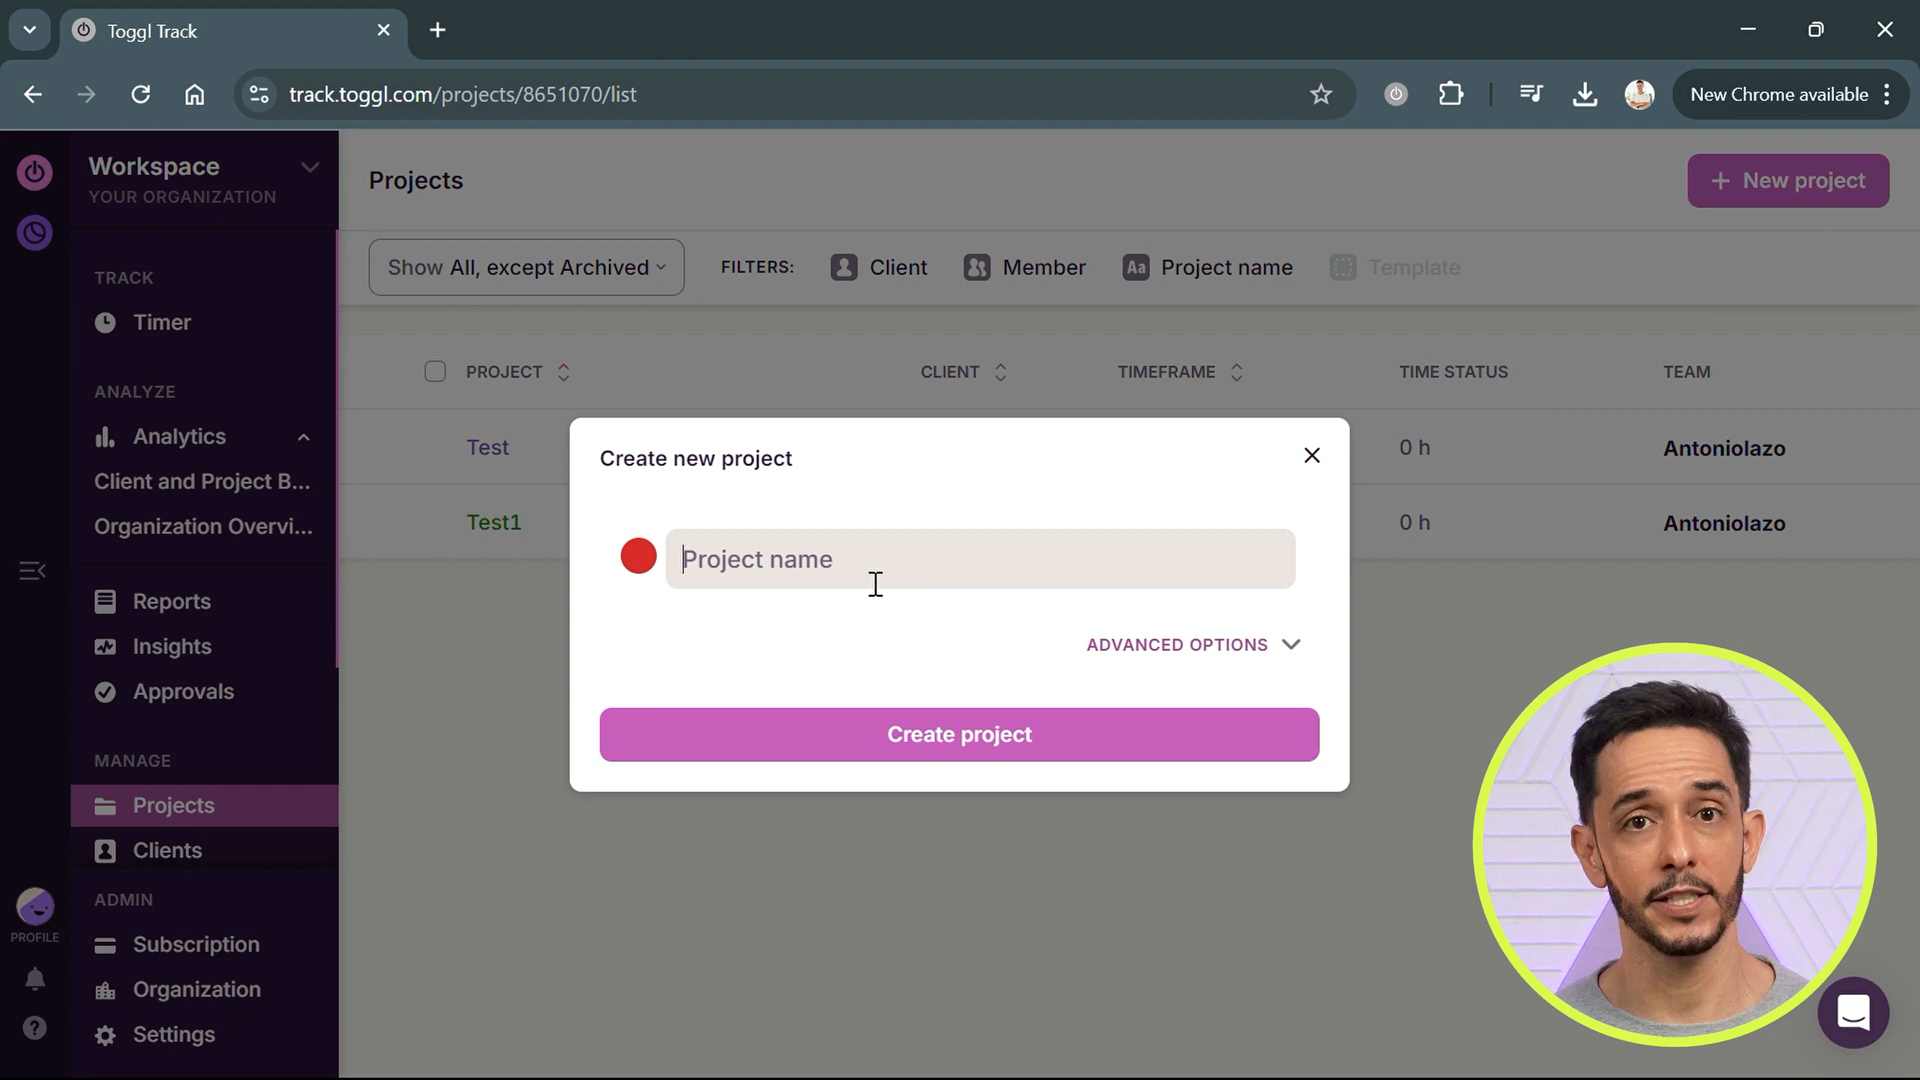 Toggl Track
track.toggl.com/projects/8651070/list
New Chrome available
Workspace
YOUR ORGANIZATION
TRACK
Timer
ANALYZE
Analytics
Client and Project B...
Organization Overvi...
Reports
Insights
Approvals
MANAGE
Projects
Clients
ADMIN
Subscription
Organization
Settings
PROFILE
Projects
+ New project
Show All, except Archived
FILTERS: Client Member Aa Project name Template
PROJECT CLIENT TIMEFRAME TIME STATUS TEAM
Test 0 h Antoniolazo
Test1 0 h Antoniolazo
Create new project
Project name
ADVANCED OPTIONS
Create project